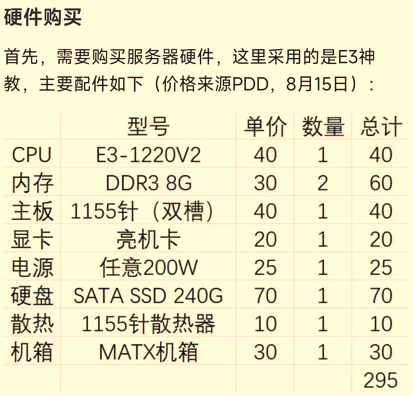 硬件购买
首先，需要购买服务器硬件，这里采用的是E3神
教，主要配件如下（价格来源PDD，8月15日）：
型号 单价 数量 总计
CPU E3-1220V2 40 1 40
内存 DDR3 8G 30 2 60
主板 1155针（双槽） 40 1 40
显卡 亮机卡 20 1 20
电源 任意200W 25 1 25
硬盘 SATA SSD 240G 70 1 70
散热 1155针散热器 10 1 10
机箱 MATX机箱 30 1 30
295